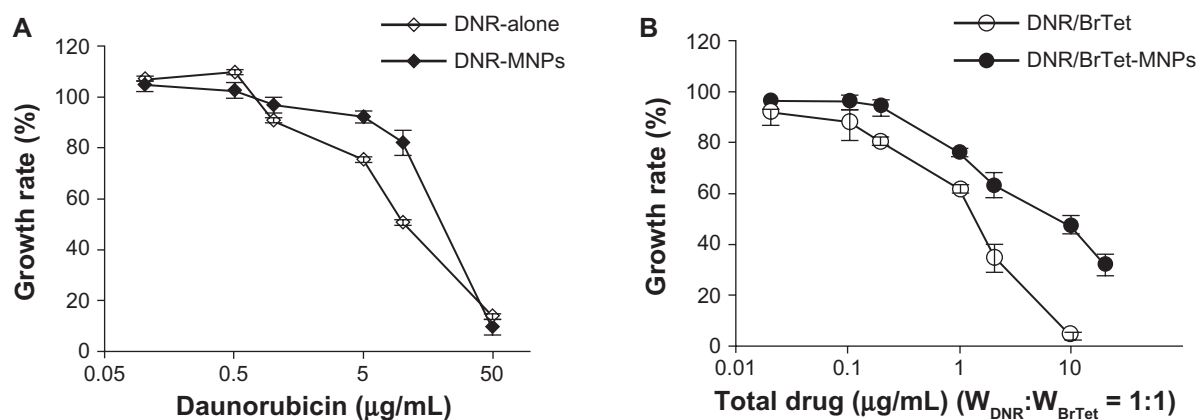 A
DNR-alone
DNR-MNPs
120
100
80
60
40
20
0
Growth rate (%)
0.05 0.5 5 50
Daunorubicin (μg/mL)
B
DNR/BrTet
DNR/BrTet-MNPs
120
100
80
60
40
20
0
Growth rate (%)
0.01 0.1 1 10
Total drug (μg/mL) (W_DNR:W_BrTet = 1:1)